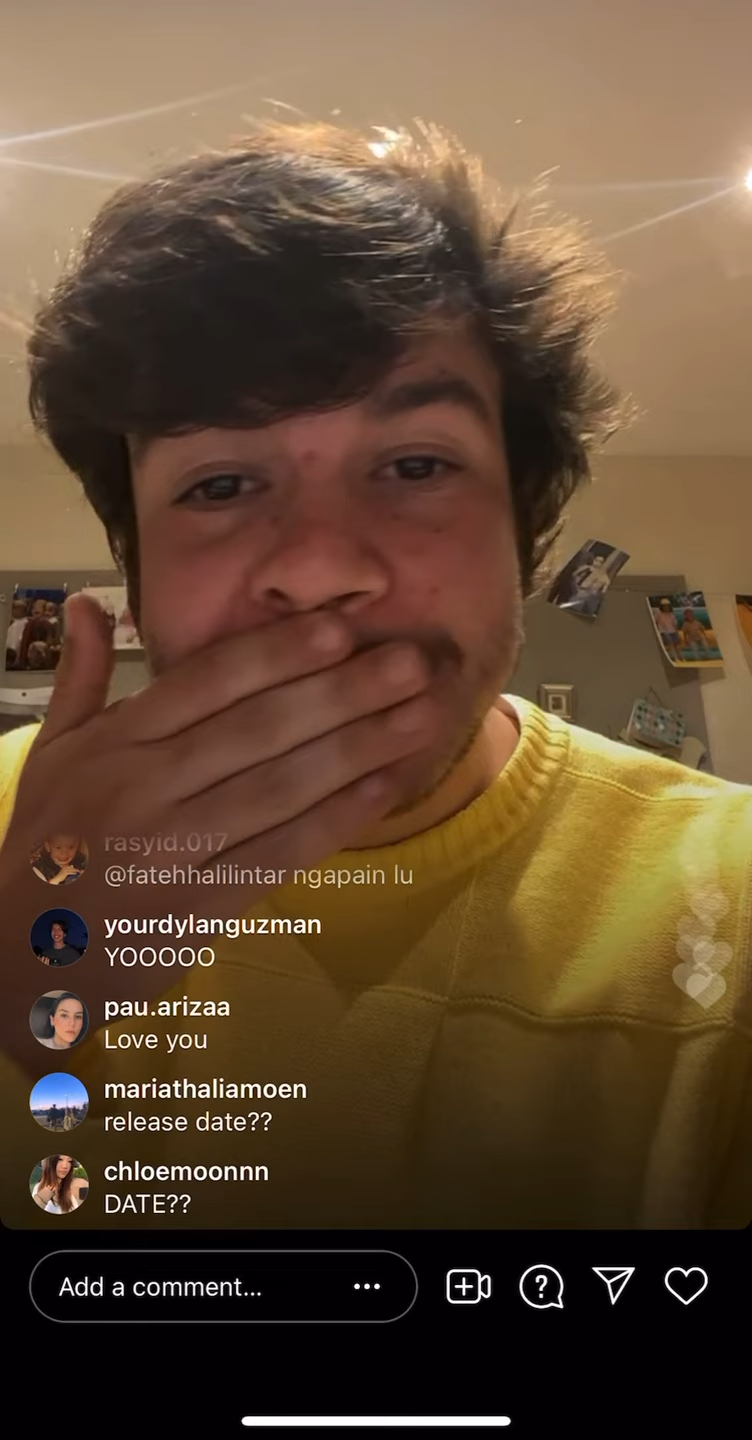 rasyid.017
@fatehhalilintar ngapain lu
yourdylanguzman
YOOOOO
pau.arizaa
Love you
mariathaliamoen
release date??
chloemoonnn
DATE??
Add a comment...